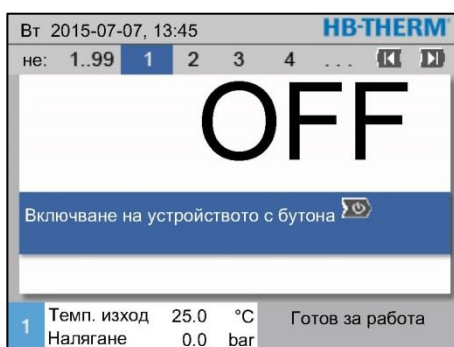 Вт 2015-07-07, 13:45 HB-THERM®
не: 1..99 1 2 3 4 ...
OFF
Включване на устройството с бутона
1 Темп. изход 25.0 °C Готов за работа
Налягане 0.0 bar